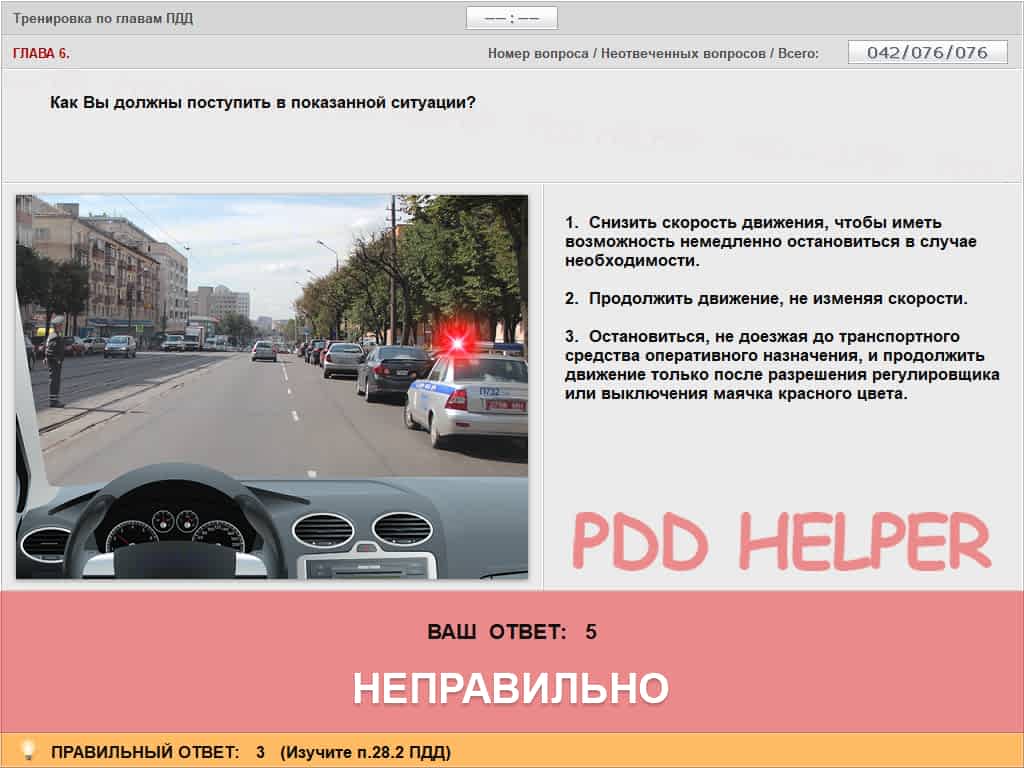 Тренировка по главам ПДД
–– : ––
ГЛАВА 6.
Номер вопроса / Неотвеченных вопросов / Всего:
042/076/076
Как Вы должны поступить в показанной ситуации?
1. Снизить скорость движения, чтобы иметь
возможность немедленно остановиться в случае
необходимости.
2. Продолжить движение, не изменяя скорости.
3. Остановиться, не доезжая до транспортного
средства оперативного назначения, и продолжить
движение только после разрешения регулировщика
или выключения маячка красного цвета.
PDD HELPER
ВАШ ОТВЕТ: 5
НЕПРАВИЛЬНО
ПРАВИЛЬНЫЙ ОТВЕТ: 3 (Изучите п.28.2 ПДД)